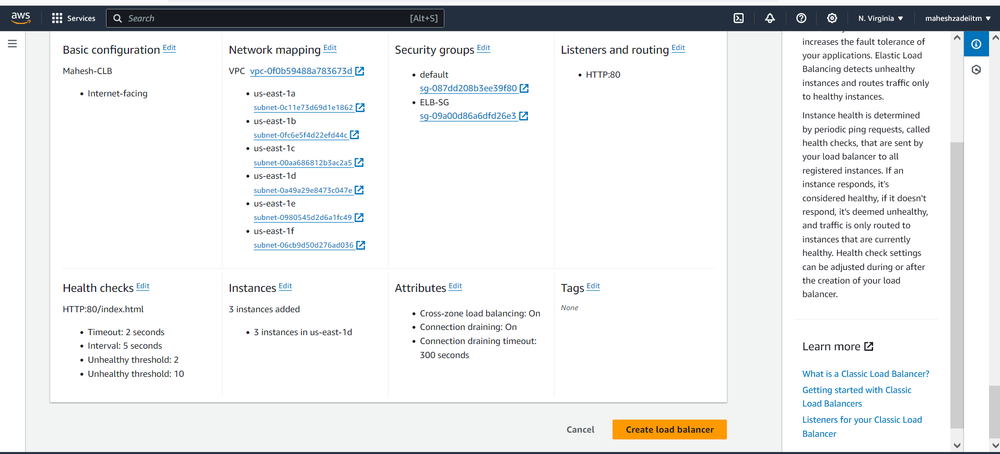 aws
Services
Search
[Alt+S]
N. Virginia
maheshzadeiitm
Basic configuration Edit
Mahesh-CLB
• Internet-facing
Network mapping Edit
VPC vpc-0f0b59488a783673d
• us-east-1a
subnet-0c11e73d69d1e1862
• us-east-1b
subnet-0fc6e5f4d22efd44c
• us-east-1c
subnet-00aa686812b3ac2a5
• us-east-1d
subnet-0a49a29e8473c047e
• us-east-1e
subnet-0980545d2d6a1fc49
• us-east-1f
subnet-06cb9d50d276ad036
Security groups Edit
• default
sg-087dd208b3ee39f80
• ELB-SG
sg-09a00d86a6dfd26e3
Listeners and routing Edit
• HTTP:80
Health checks Edit
HTTP:80/index.html
• Timeout: 2 seconds
• Interval: 5 seconds
• Unhealthy threshold: 2
• Unhealthy threshold: 10
Instances Edit
3 instances added
• 3 instances in us-east-1d
Attributes Edit
• Cross-zone load balancing: On
• Connection draining: On
• Connection draining timeout:
300 seconds
Tags Edit
None
Cancel
Create load balancer
increases the fault tolerance of
your applications. Elastic Load
Balancing detects unhealthy
instances and routes traffic only
to healthy instances.
Instance health is determined
by periodic ping requests, called
health checks, that are sent by
your load balancer to all
registered instances. If an
instance responds, it's
considered healthy, if it doesn't
respond, it's deemed unhealthy,
and traffic is only routed to
instances that are currently
healthy. Health check settings
can be adjusted during or after
the creation of your load
balancer.
Learn more
What is a Classic Load Balancer?
Getting started with Classic
Load Balancers
Listeners for your Classic Load
Balancer